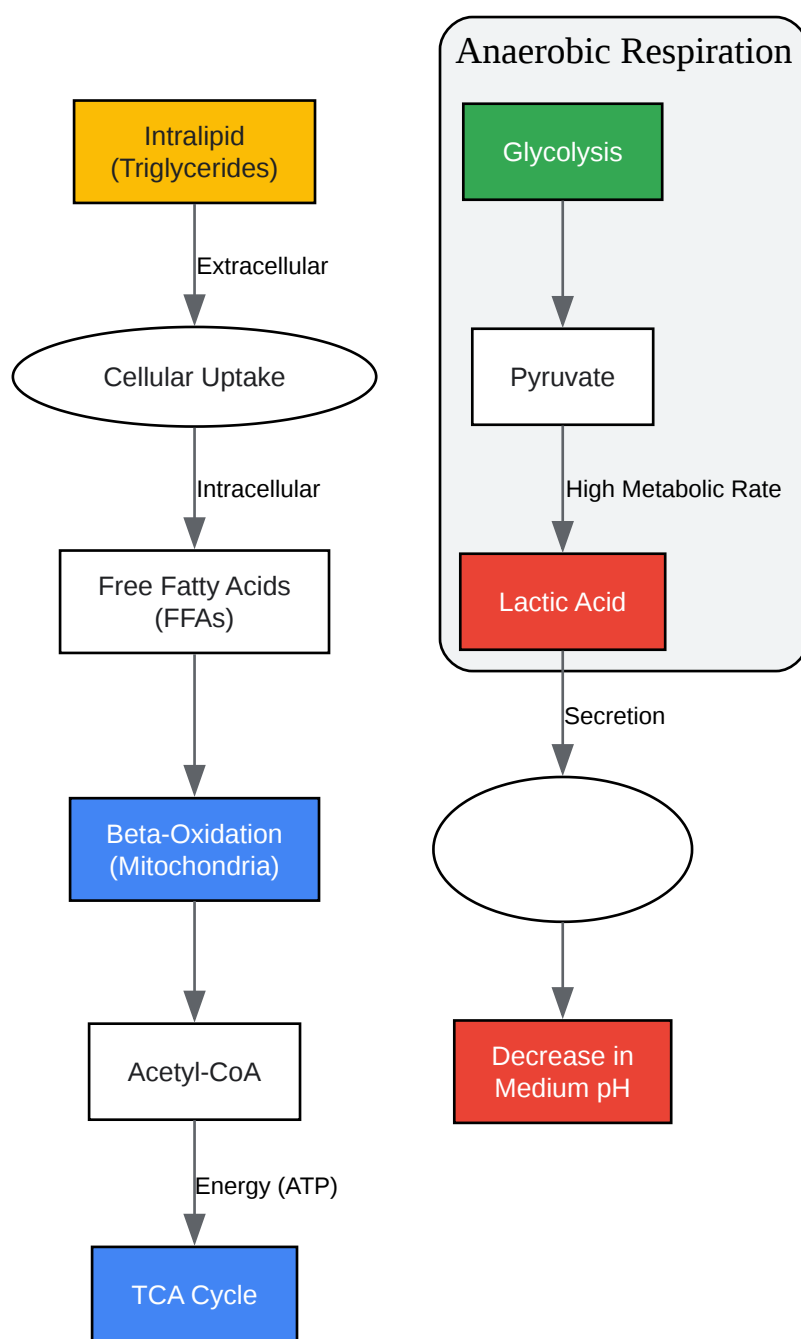 Anaerobic Respiration
Intralipid
(Triglycerides)
Extracellular
Cellular Uptake
Intracellular
Free Fatty Acids
(FFAs)
Beta-Oxidation
(Mitochondria)
Acetyl-CoA
Energy (ATP)
TCA Cycle
Glycolysis
Pyruvate
High Metabolic Rate
Lactic Acid
Secretion
Decrease in
Medium pH